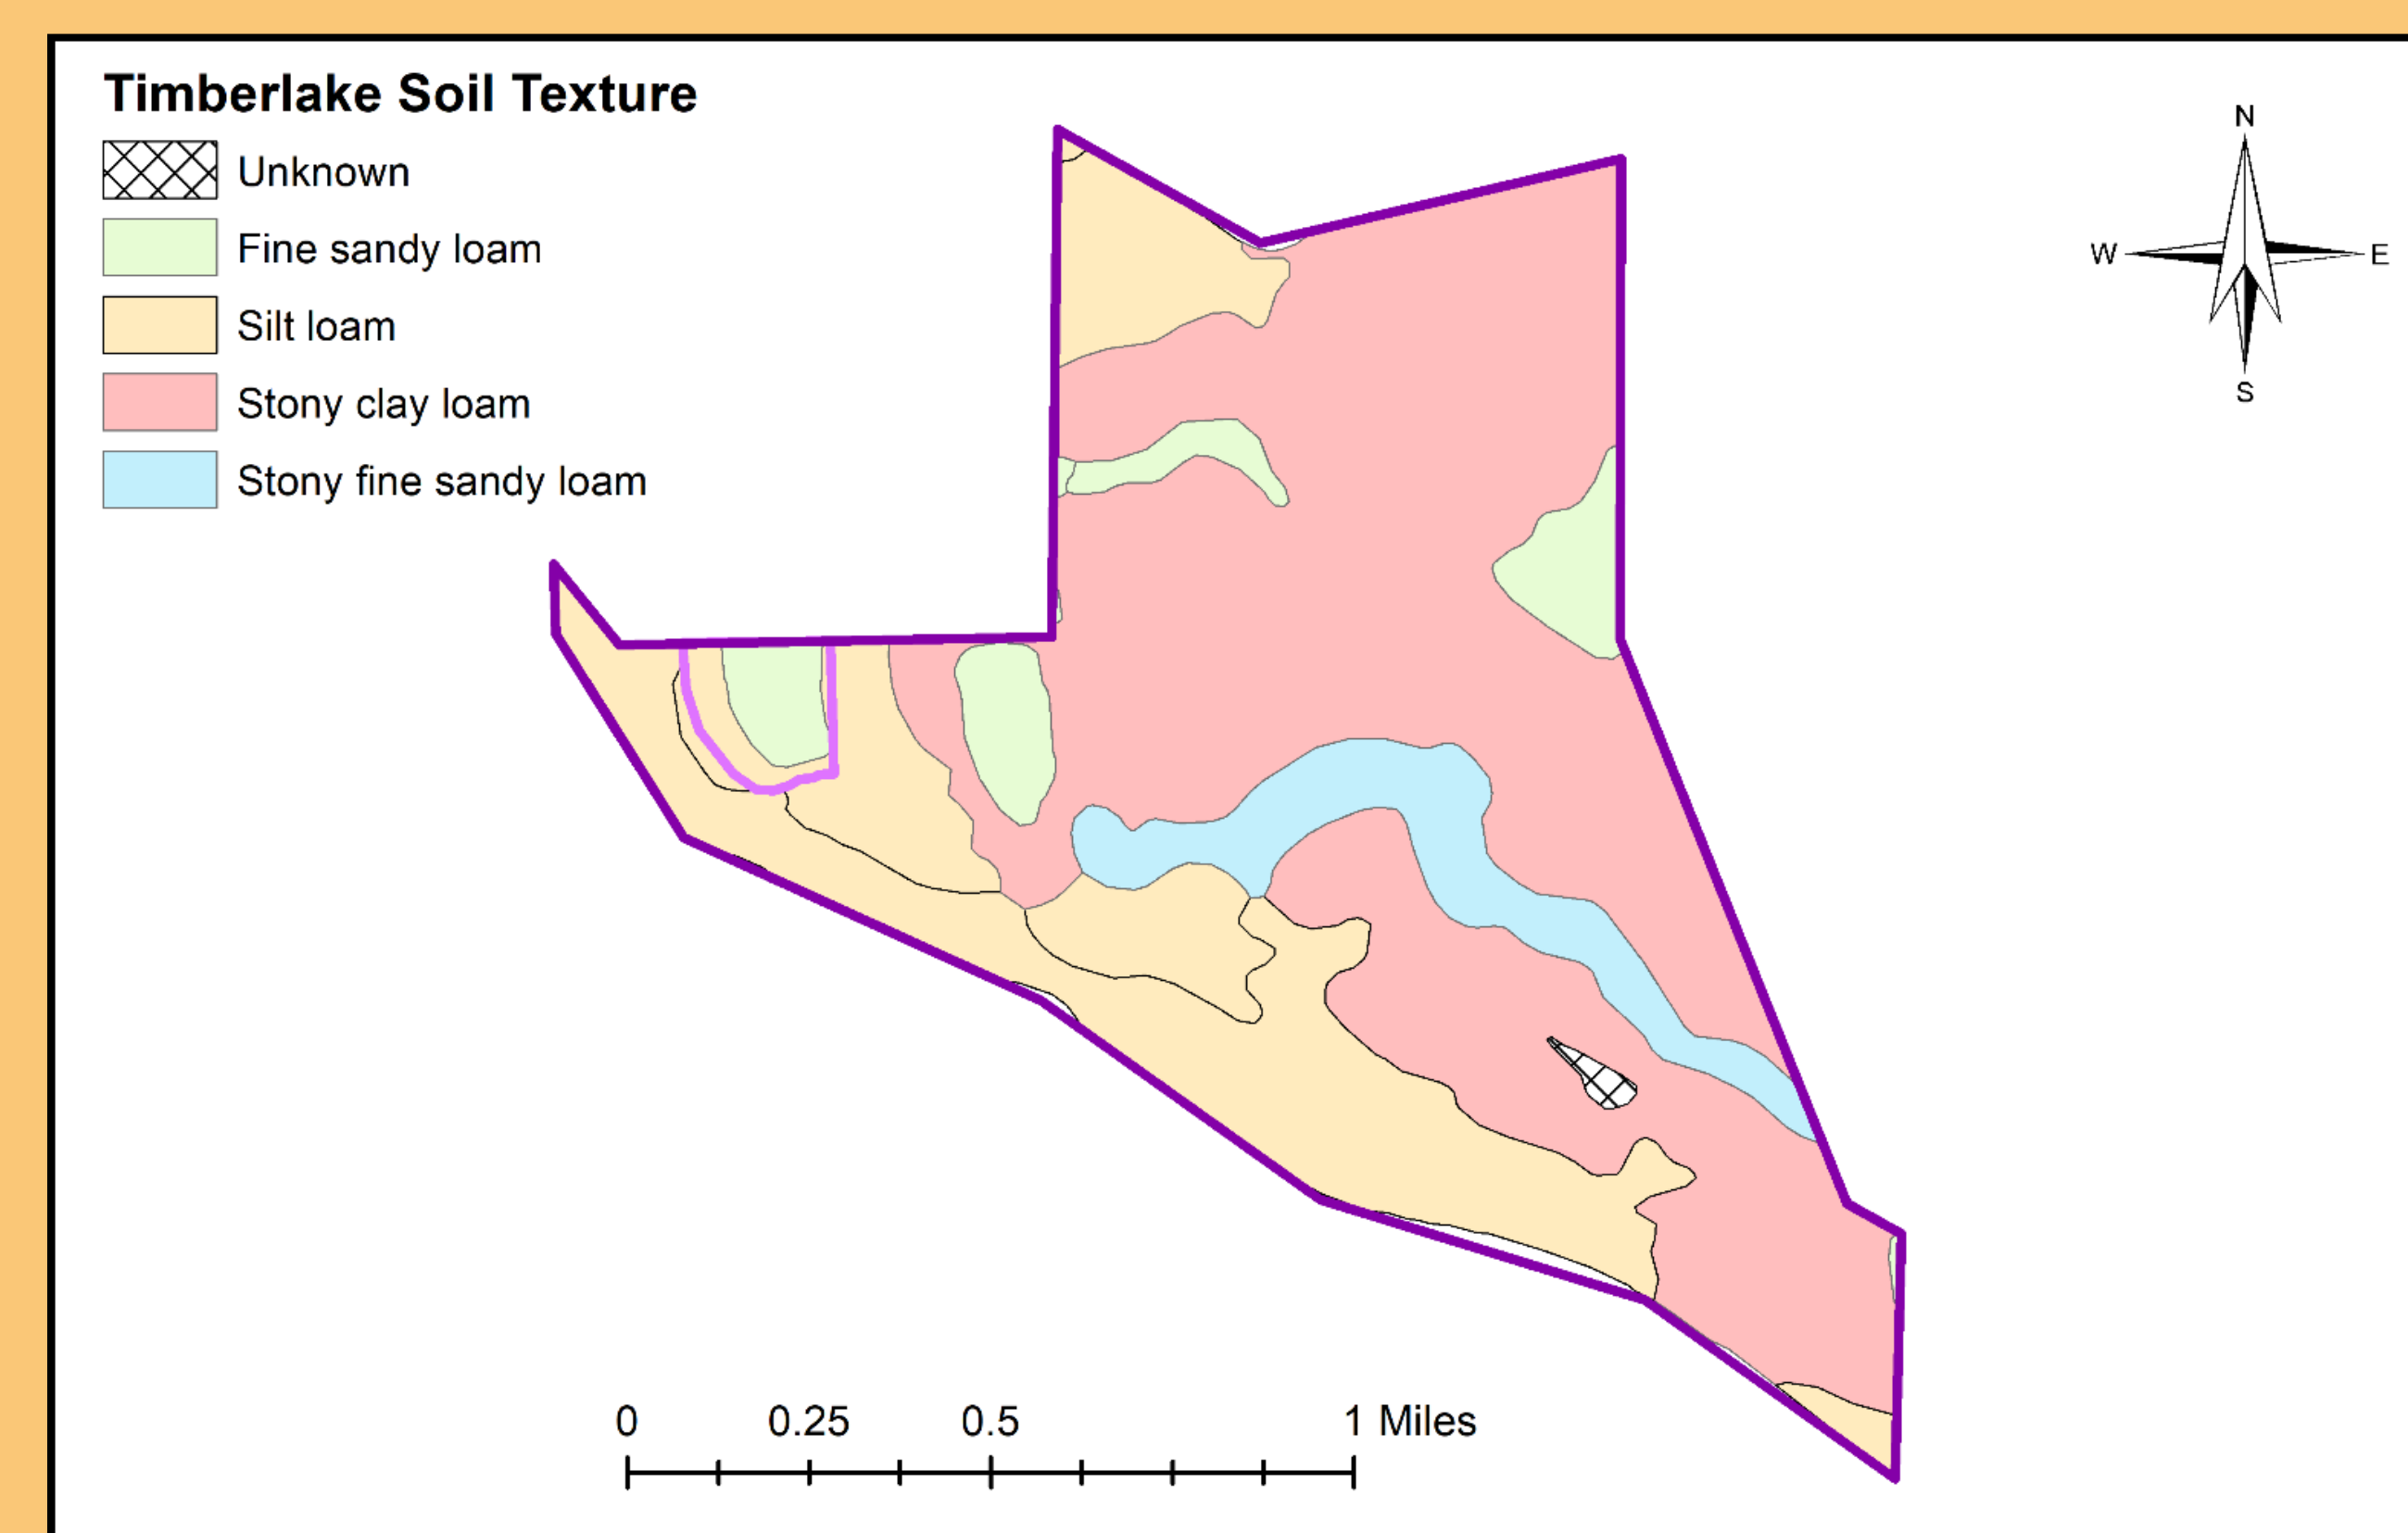 Timberlake Soil Texture
Unknown
Fine sandy loam
Silt loam
Stony clay loam
Stony fine sandy loam
N
W E
S
0 0.25 0.5 1 Miles